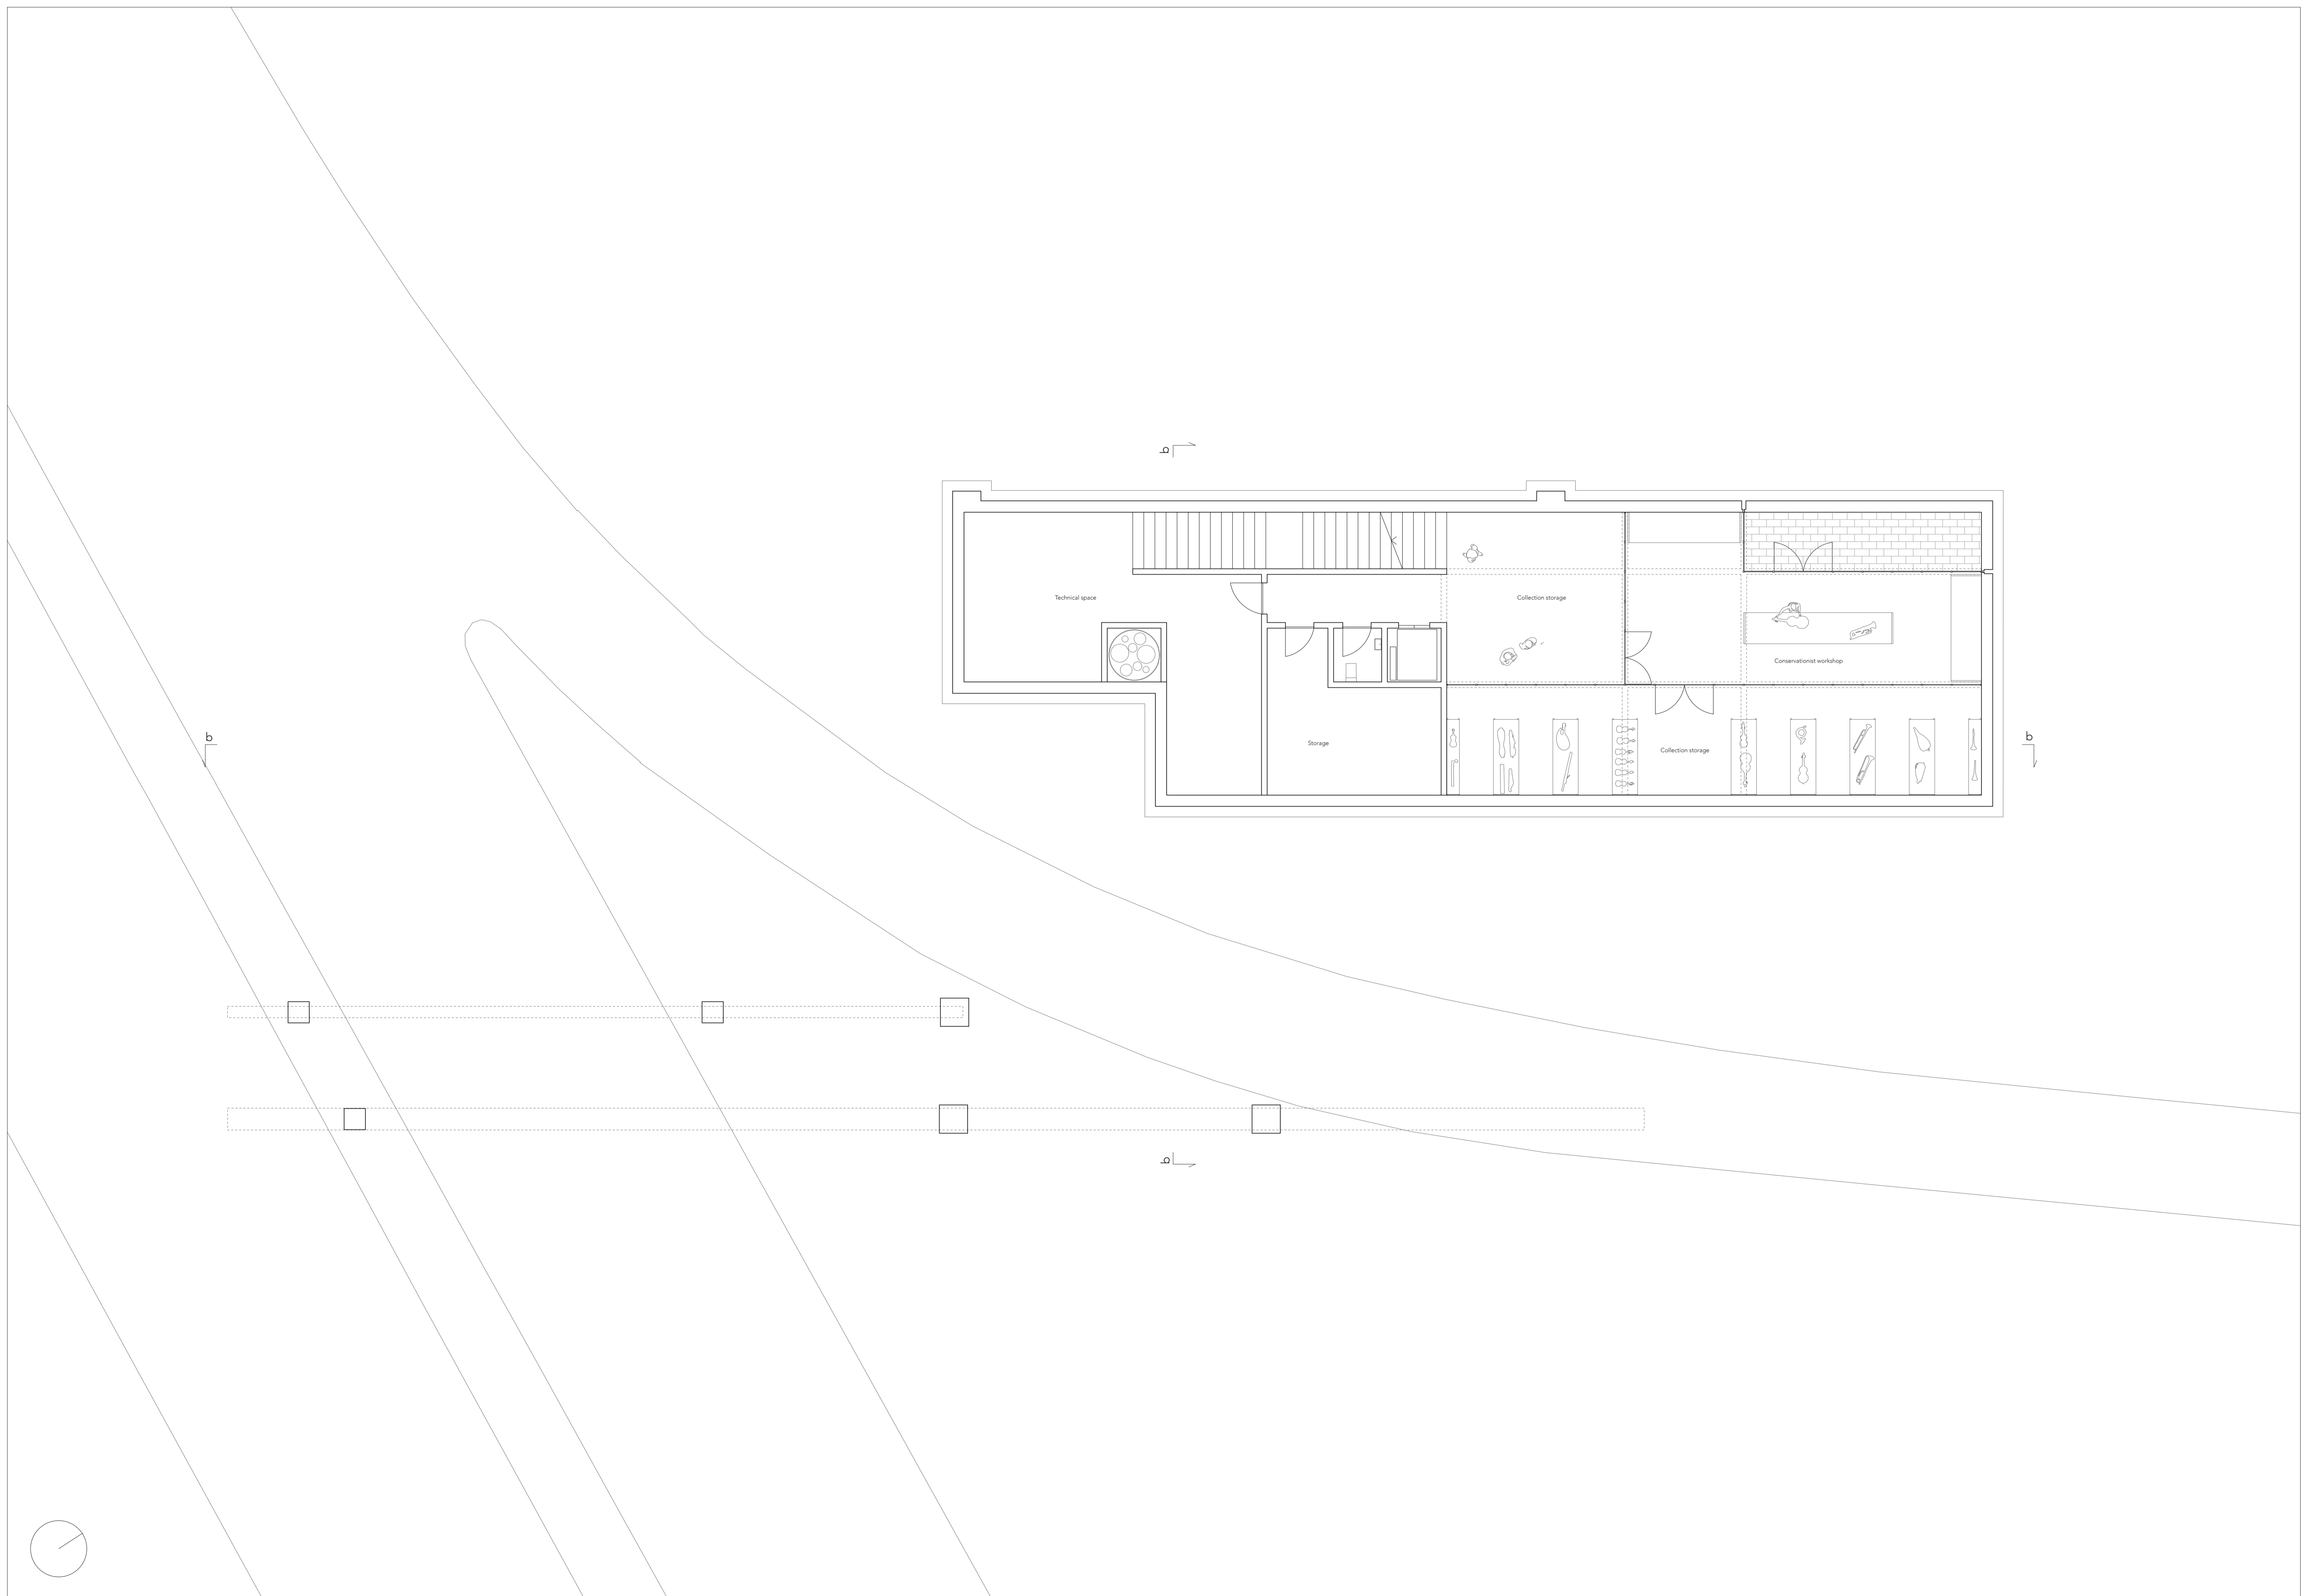 b
Technical space
Collection storage
Conservationist workshop
b
Storage
Collection storage
b
b